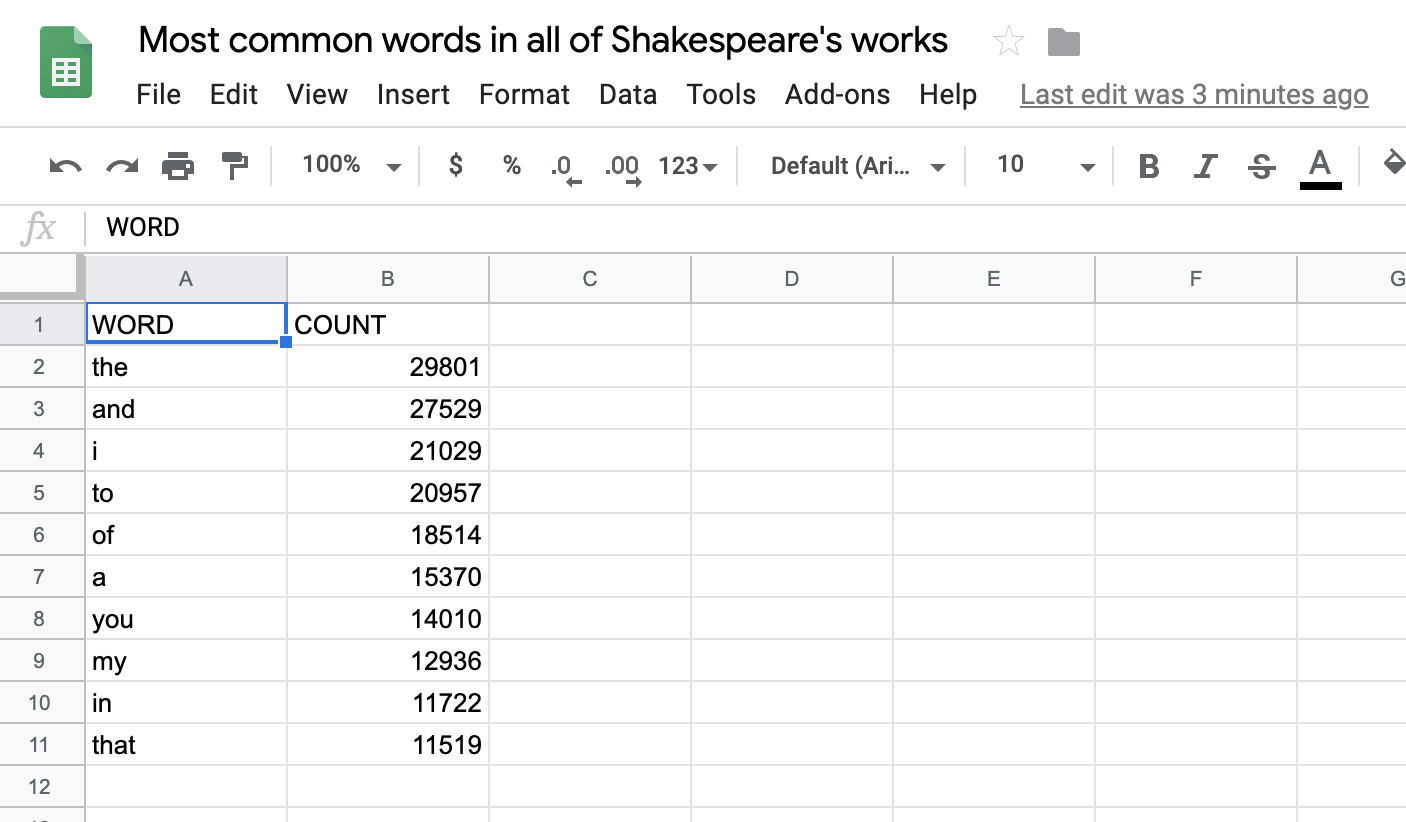 Most common words in all of Shakespeare's works
File Edit View Insert Format Data Tools Add-ons Help Last edit was 3 minutes ago
100% $ % .0 .00 123 Default (Ari... 10 B I S A
fx WORD
A B C D E F G
1 WORD COUNT
2 the 29801
3 and 27529
4 i 21029
5 to 20957
6 of 18514
7 a 15370
8 you 14010
9 my 12936
10 in 11722
11 that 11519
12